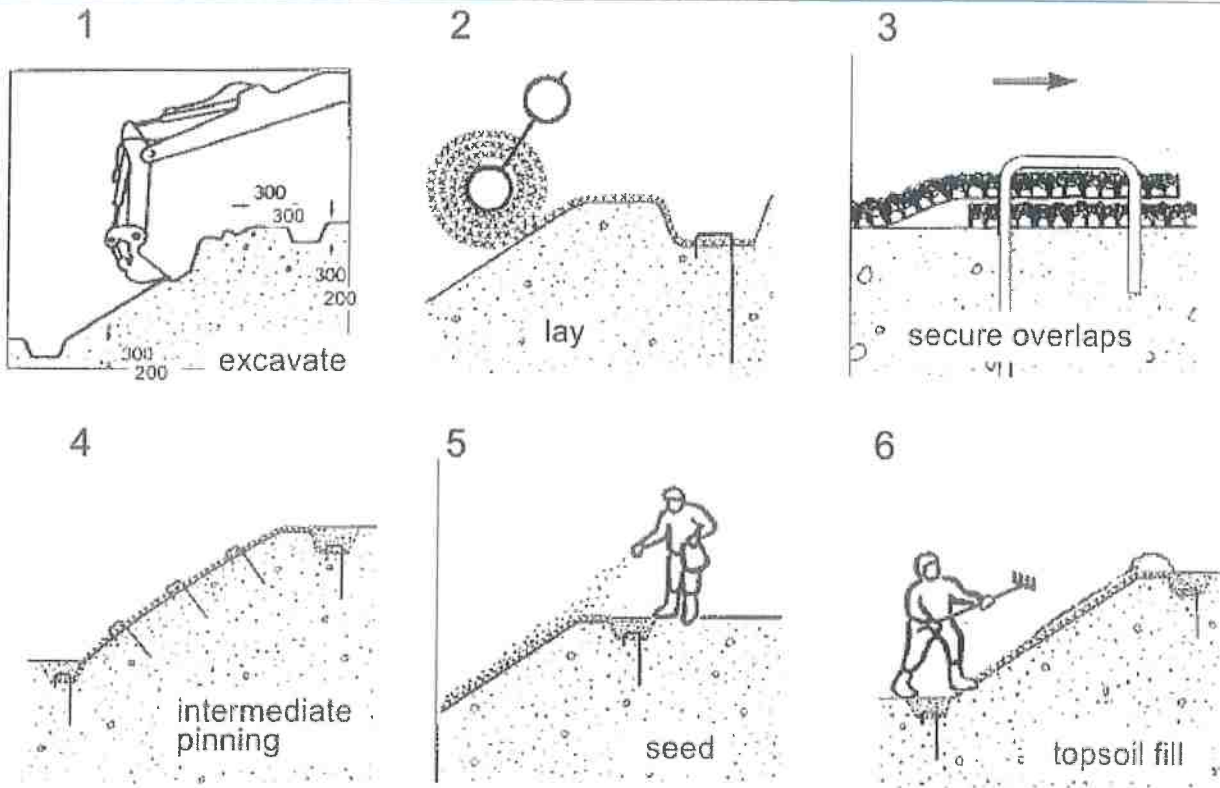 1
2
3
300
300
300
200
300
200
excavate
lay
secure overlaps
4
5
6
intermediate
pinning
seed
topsoil fill